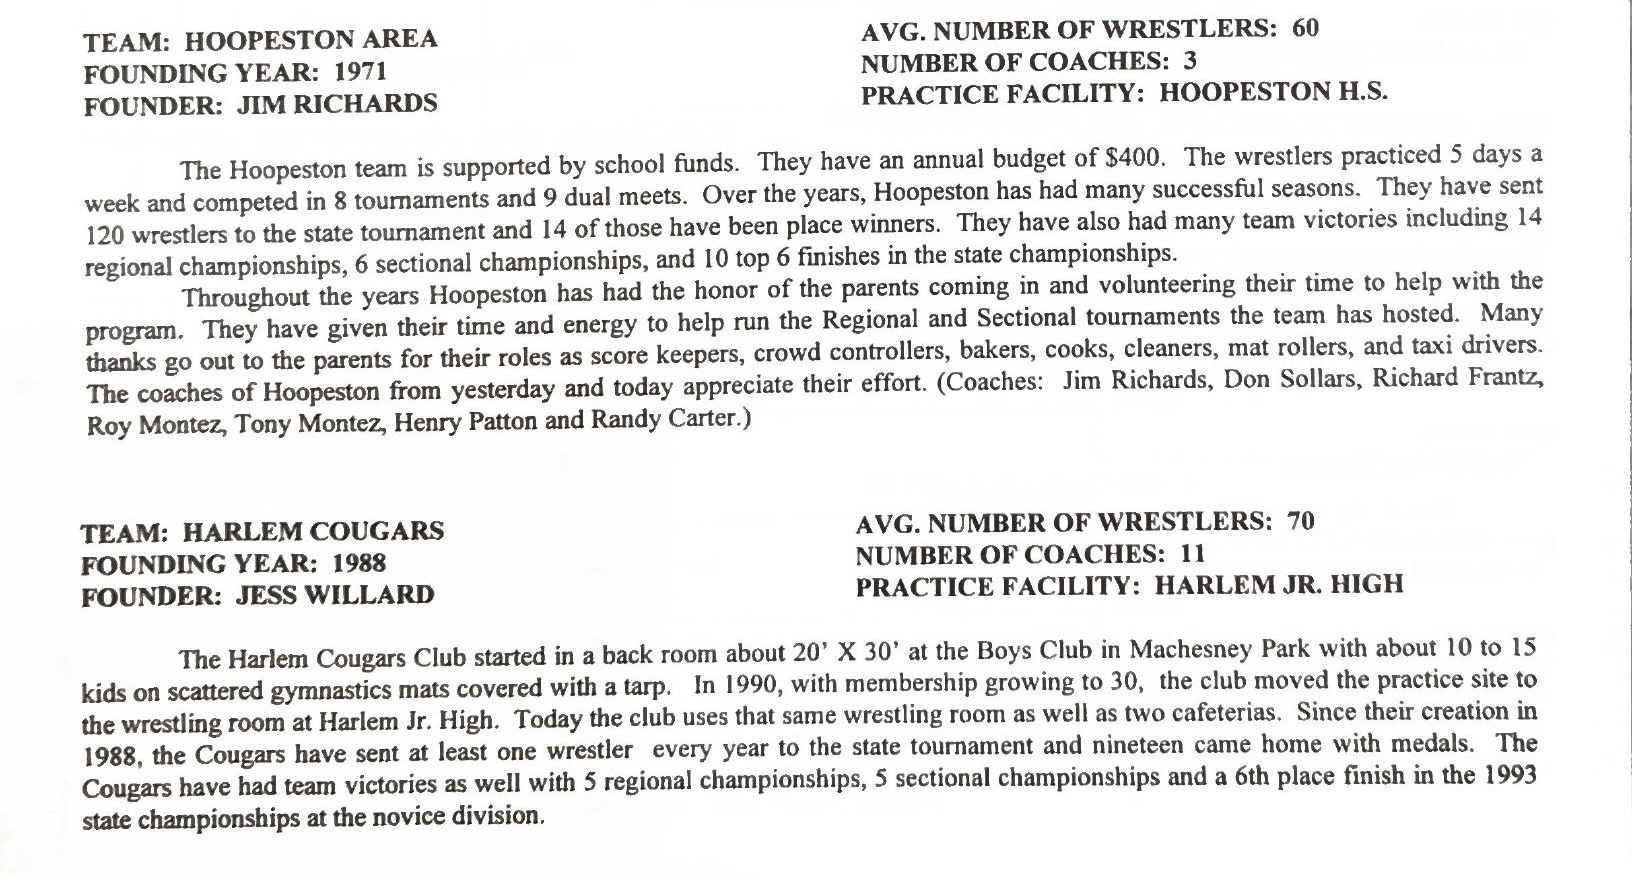 TEAM: HOOPESTON AREA
FOUNDING YEAR: 1971
FOUNDER: JIM RICHARDS
AVG. NUMBER OF WRESTLERS: 60
NUMBER OF COACHES: 3
PRACTICE FACILITY: HOOPESTON H.S.
The Hoopeston team is supported by school funds. They have an annual budget of $400. The wrestlers practiced 5 days a
week and competed in 8 tournaments and 9 dual meets. Over the years, Hoopeston has had many successful seasons. They have sent
120 wrestlers to the state tournament and 14 of those have been place winners. They have also had many team victories including 14
regional championships, 6 sectional championships, and 10 top 6 finishes in the state championships.
Throughout the years Hoopeston has had the honor of the parents coming in and volunteering their time to help with the
program. They have given their time and energy to help run the Regional and Sectional tournaments the team has hosted. Many
thanks go out to the parents for their roles as score keepers, crowd controllers, bakers, cooks, cleaners, mat rollers, and taxi drivers.
The coaches of Hoopeston from yesterday and today appreciate their effort. (Coaches: Jim Richards, Don Sollars, Richard Frantz,
Roy Montez, Tony Montez, Henry Patton and Randy Carter.)
TEAM: HARLEM COUGARS
FOUNDING YEAR: 1988
FOUNDER: JESS WILLARD
AVG. NUMBER OF WRESTLERS: 70
NUMBER OF COACHES: 11
PRACTICE FACILITY: HARLEM JR. HIGH
The Harlem Cougars Club started in a back room about 20' X 30' at the Boys Club in Machesney Park with about 10 to 15
kids on scattered gymnastics mats covered with a tarp. In 1990, with membership growing to 30, the club moved the practice site to
the wrestling room at Harlem Jr. High. Today the club uses that same wrestling room as well as two cafeterias. Since their creation in
1988, the Cougars have sent at least one wrestler every year to the state tournament and nineteen came home with medals. The
Cougars have had team victories as well with 5 regional championships, 5 sectional championships and a 6th place finish in the 1993
state championships at the novice division.